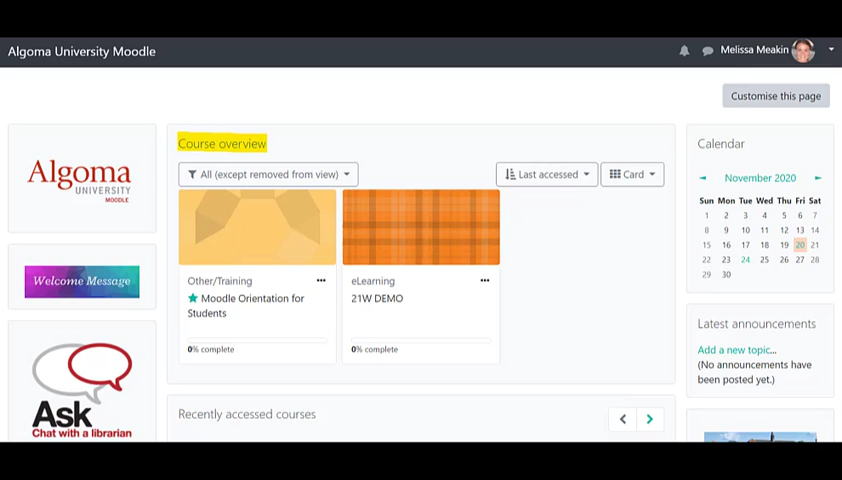 Algoma University Moodle
Melissa Meakin
Customise this page
Algoma
UNIVERSITY
MOODLE
Welcome Message
Ask
Chat with a librarian
Course overview
All (except removed from view)
Last accessed
Card
Other/Training
Moodle Orientation for
Students
0% complete
eLearning
21W DEMO
0% complete
Recently accessed courses
Calendar
◄ November 2020 ►
Sun Mon Tue Wed Thu Fri Sat
1 2 3 4 5 6 7
8 9 10 11 12 13 14
15 16 17 18 19 20 21
22 23 24 25 26 27 28
29 30
Latest announcements
Add a new topic...
(No announcements have
been posted yet.)